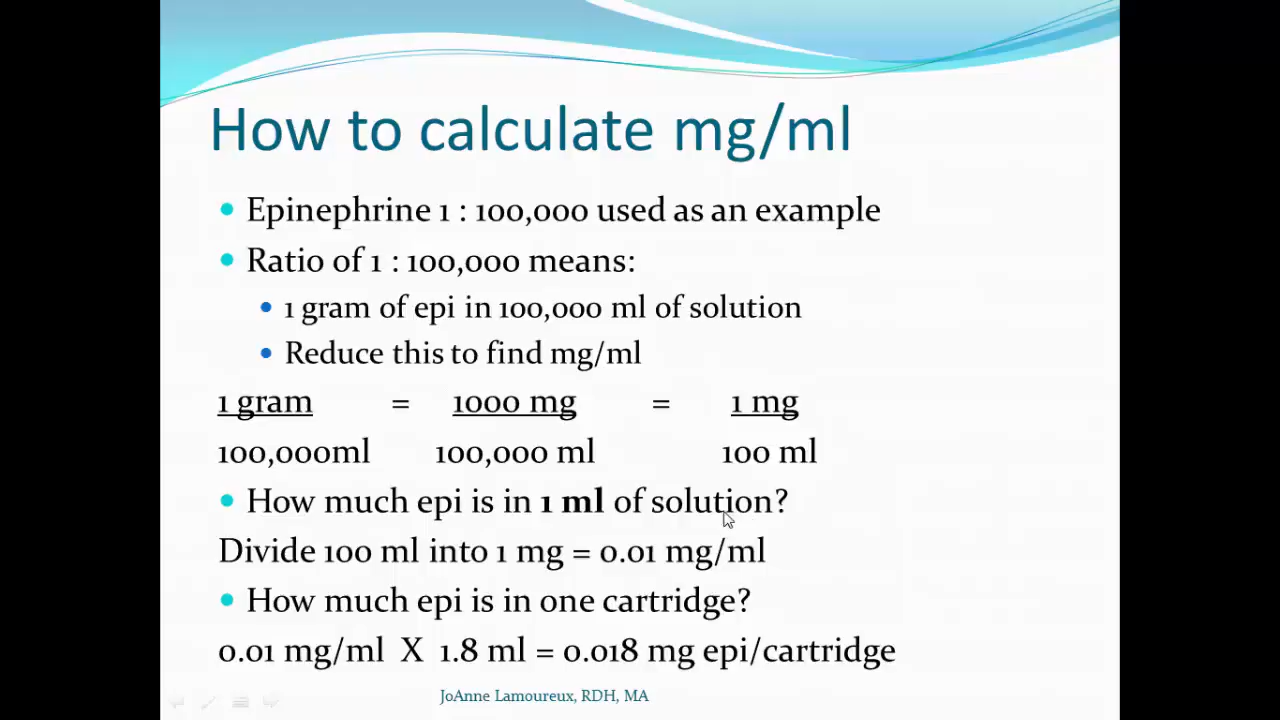 How to calculate mg/ml
Epinephrine 1 : 100,000 used as an example
Ratio of 1 : 100,000 means:
1 gram of epi in 100,000 ml of solution
Reduce this to find mg/ml
1 gram = 1000 mg = 1 mg
100,000ml 100,000 ml 100 ml
How much epi is in 1 ml of solution?
Divide 100 ml into 1 mg = 0.01 mg/ml
How much epi is in one cartridge?
0.01 mg/ml X 1.8 ml = 0.018 mg epi/cartridge
JoAnne Lamoureux, RDH, MA